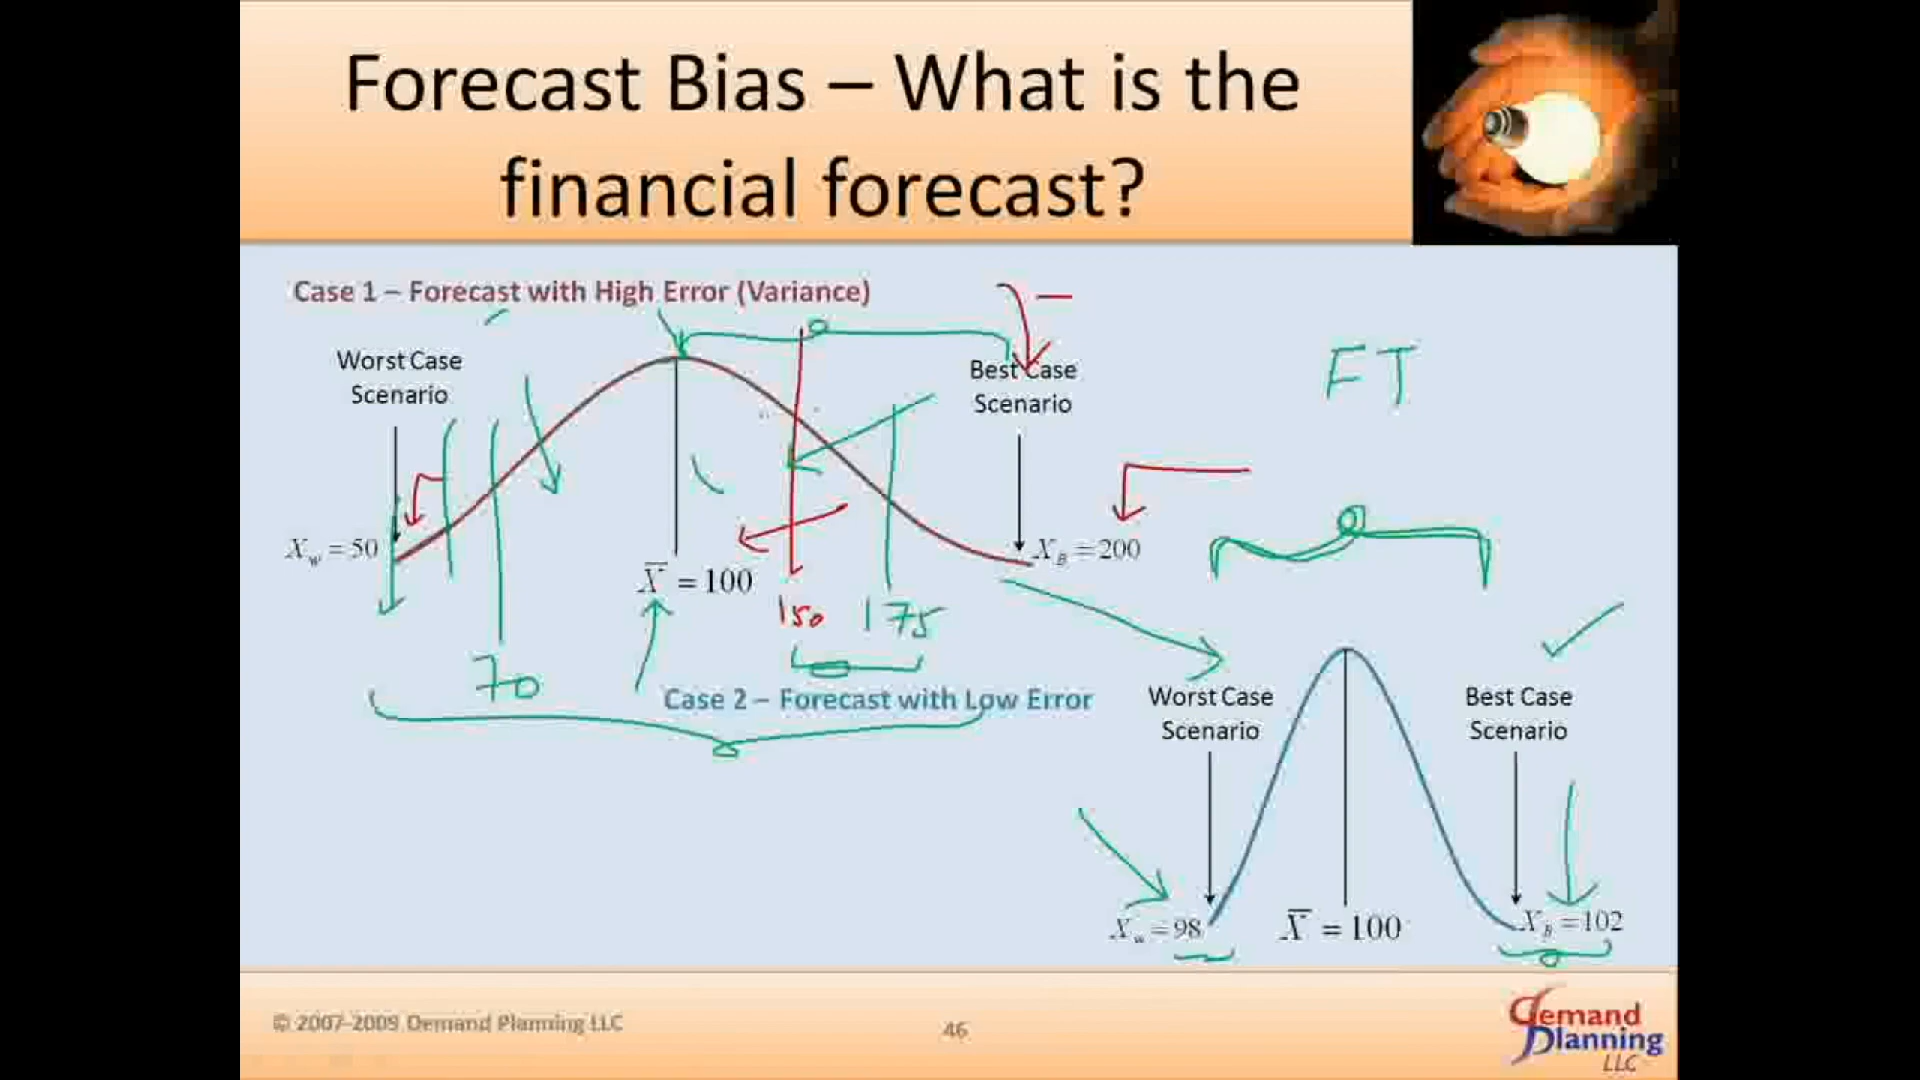 Forecast Bias – What is the
financial forecast?
Case 1 – Forecast with High Error (Variance)
Worst Case
Scenario
Best Case
Scenario
FT
X_w = 50
X̄ = 100
X_B = 200
150
175
70
Case 2 – Forecast with Low Error
Worst Case
Scenario
Best Case
Scenario
X_w = 98
X̄ = 100
X_B = 102
© 2007-2009 Demand Planning LLC
46
demand
Planning
LLC